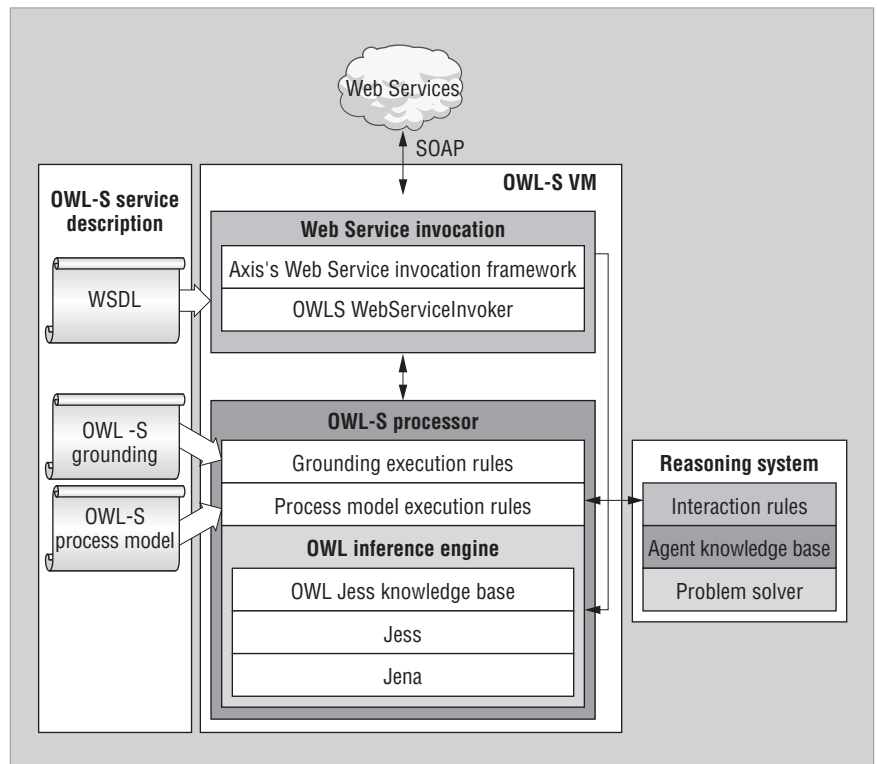 Web Services
SOAP
OWL-S service
description
WSDL
OWL -S
grounding
OWL-S
process model
OWL-S VM
Web Service invocation
Axis's Web Service invocation framework
OWLS WebServiceInvoker
OWL-S processor
Grounding execution rules
Process model execution rules
OWL inference engine
OWL Jess knowledge base
Jess
Jena
Reasoning system
Interaction rules
Agent knowledge base
Problem solver